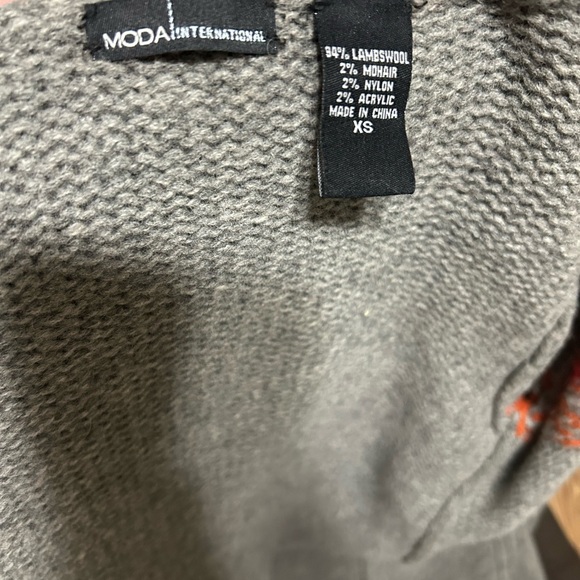 MODA INTERNATIONAL
94% LAMBSWOOL
2% MOHAIR
2% NYLON
2% ACRYLIC
MADE IN CHINA
XS